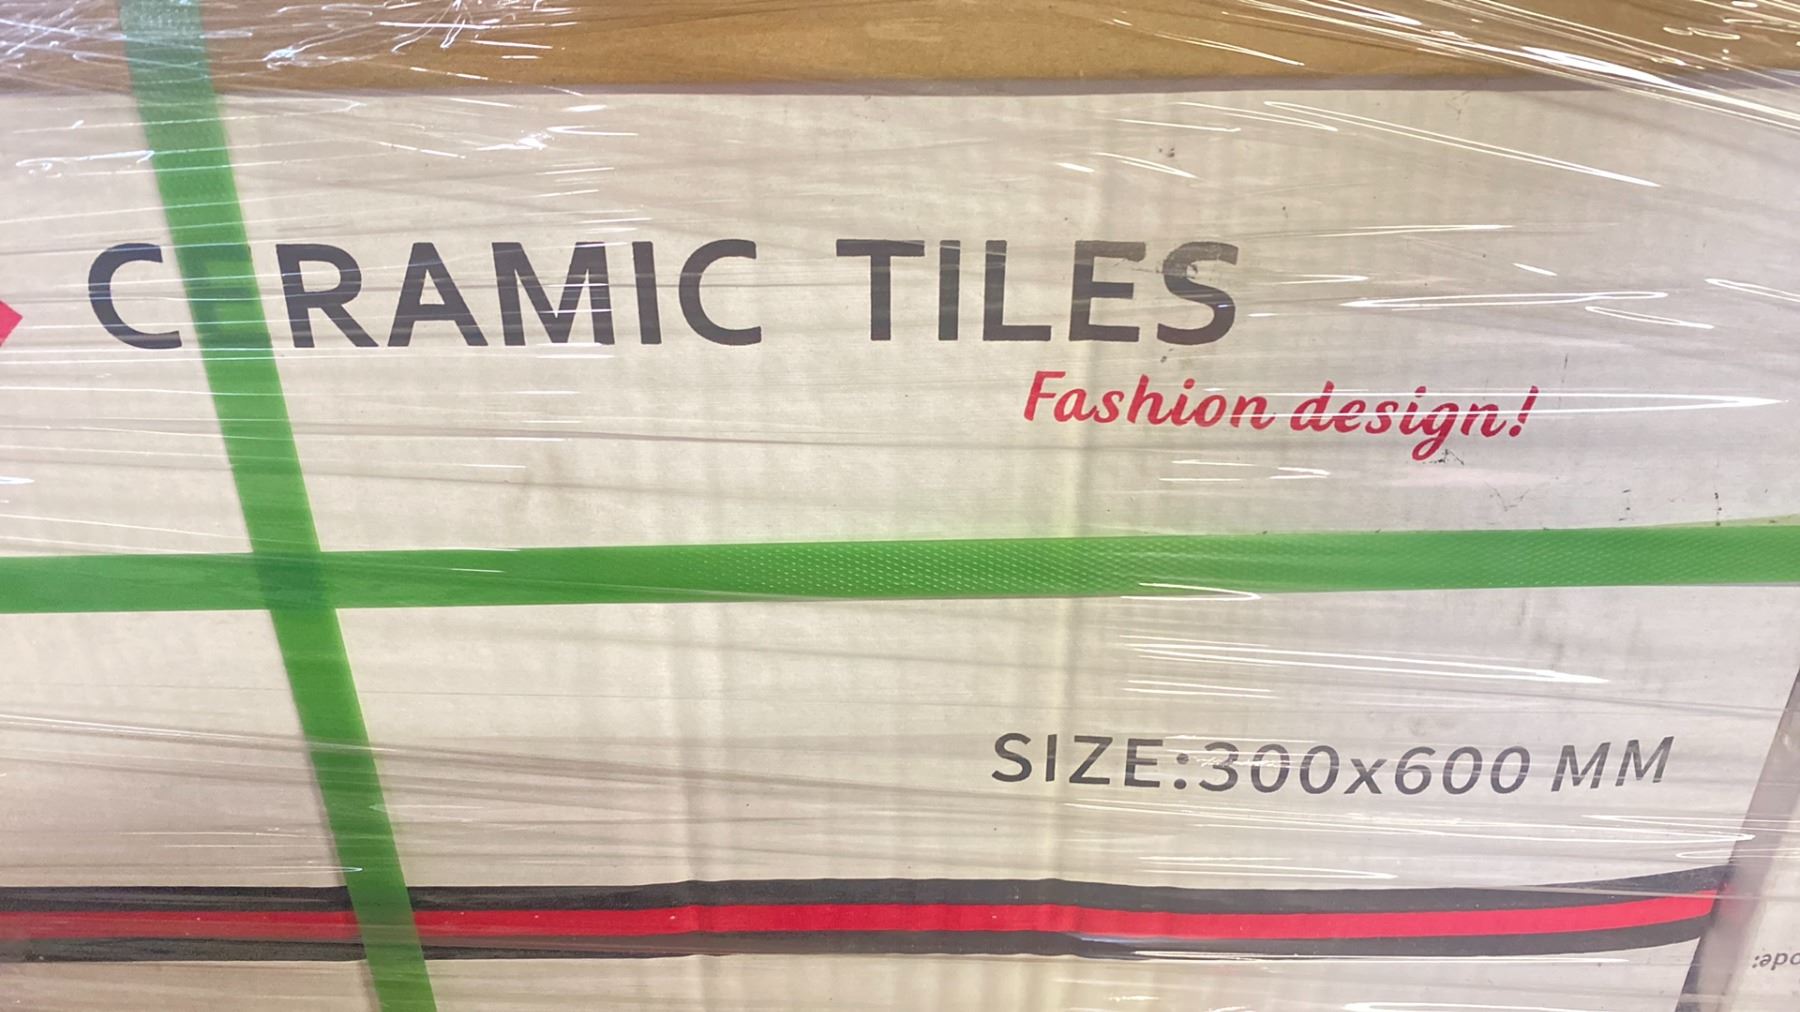 CERAMIC TILES
Fashion design!
SIZE:300x600 MM